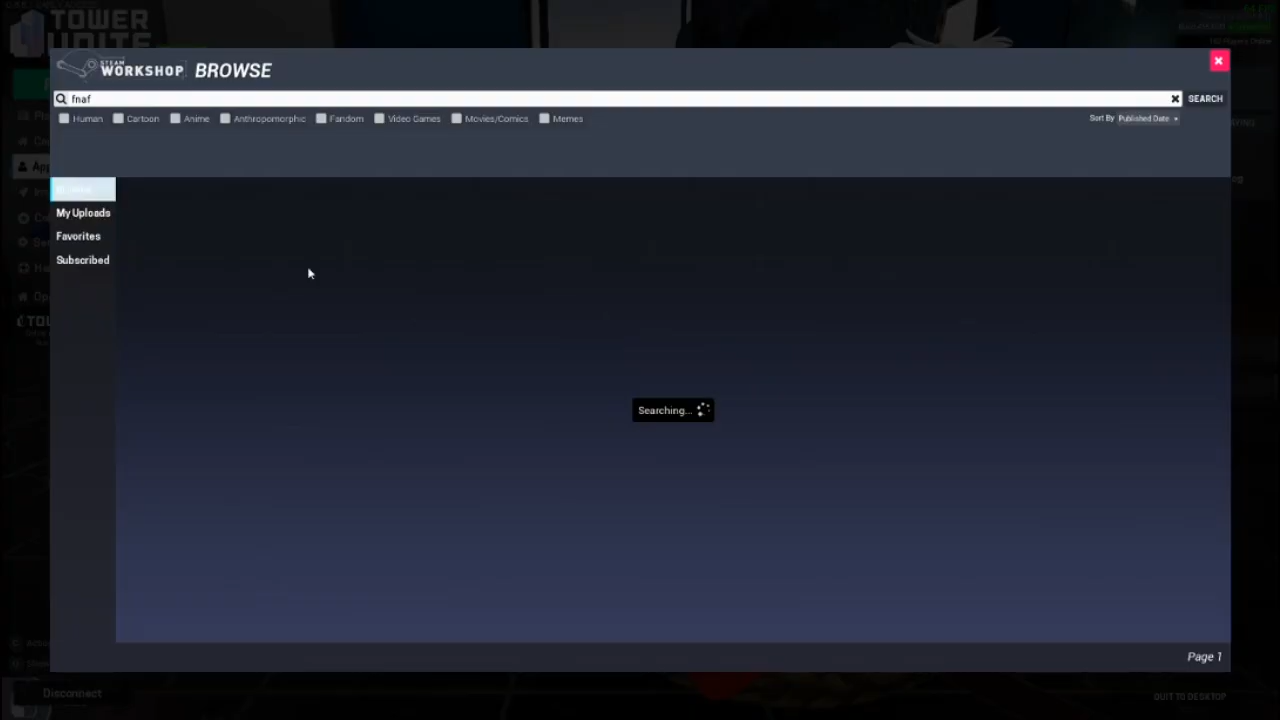 TOWER
UNITE
STEAM
WORKSHOP BROWSE
fnaf
SEARCH
Human Cartoon Anime Anthropomorphic Fandom Video Games Movies/Comics Memes
Sort By Published Date
My Uploads
Favorites
Subscribed
Searching...
Page 1
Disconnect
QUIT TO DESKTOP